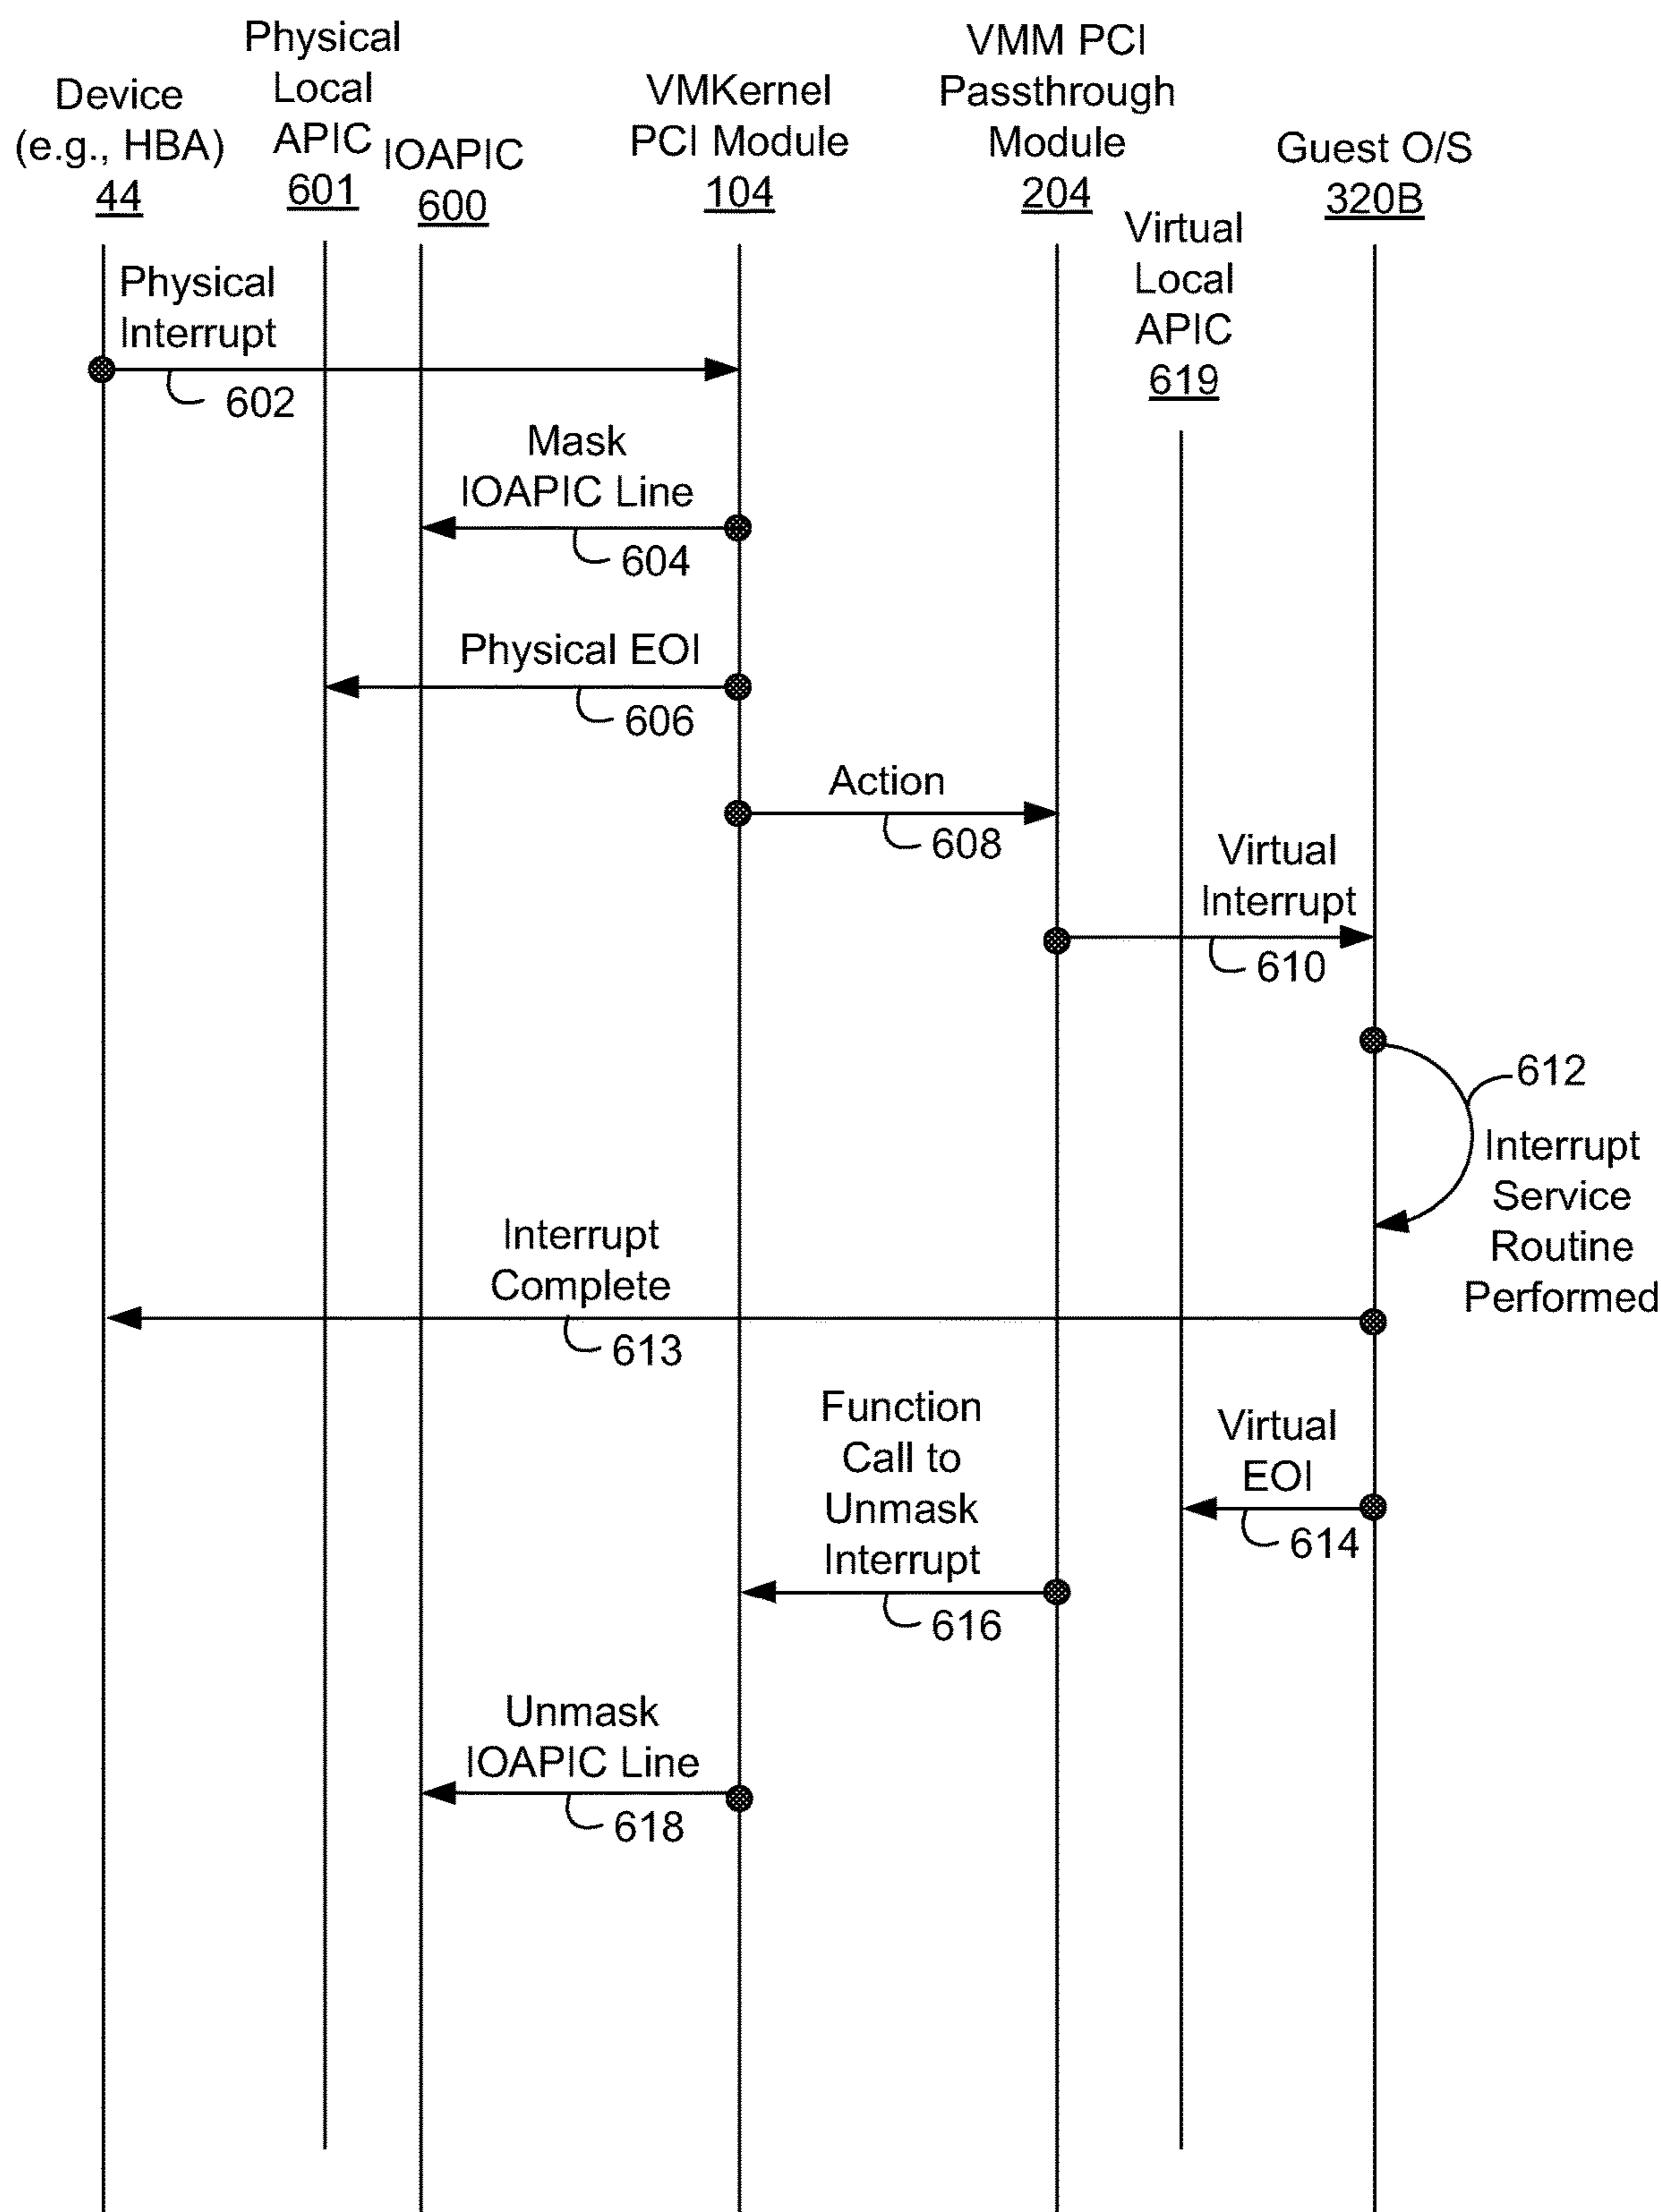 Device
(e.g., HBA)
44
Physical
Local
APIC
601
IOAPIC
600
VMKernel
PCI Module
104
VMM PCI
Passthrough
Module
204
Virtual
Local
APIC
619
Guest O/S
320B
Physical
Interrupt
602
Mask
IOAPIC Line
604
Physical EOI
606
Action
608
Virtual
Interrupt
610
612
Interrupt
Service
Routine
Performed
Interrupt
Complete
613
Virtual
EOI
614
Function
Call to
Unmask
Interrupt
616
Unmask
IOAPIC Line
618